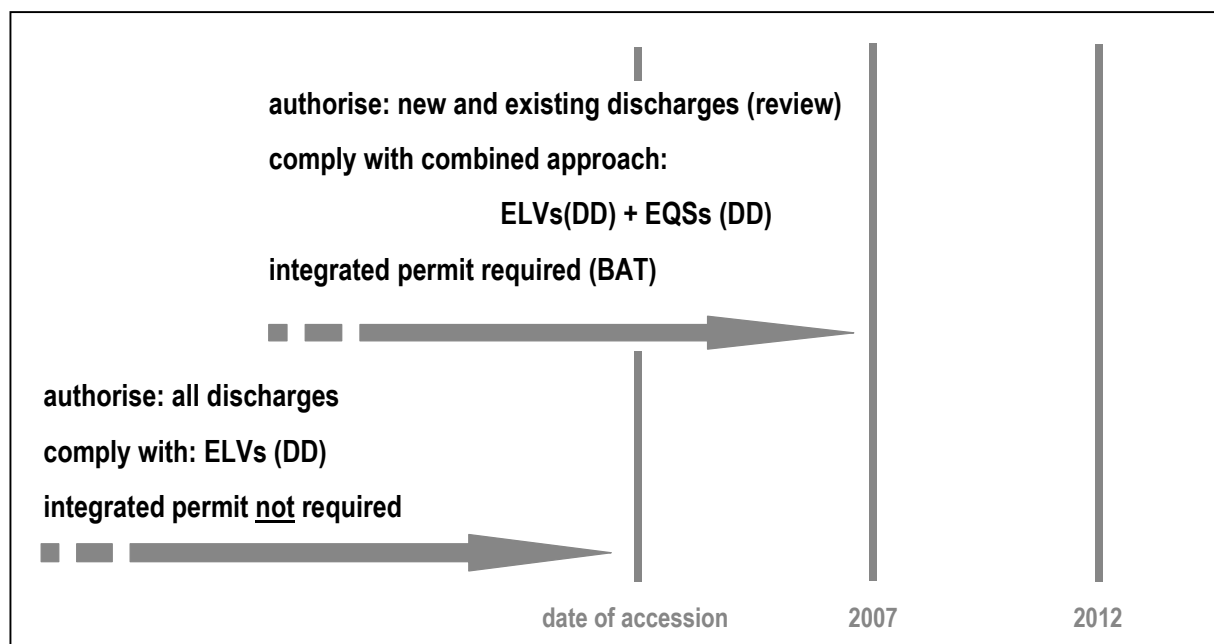 authorise: new and existing discharges (review)
comply with combined approach:
ELVs(DD) + EQSs (DD)
integrated permit required (BAT)
authorise: all discharges
comply with: ELVs (DD)
integrated permit not required
date of accession 2007 2012